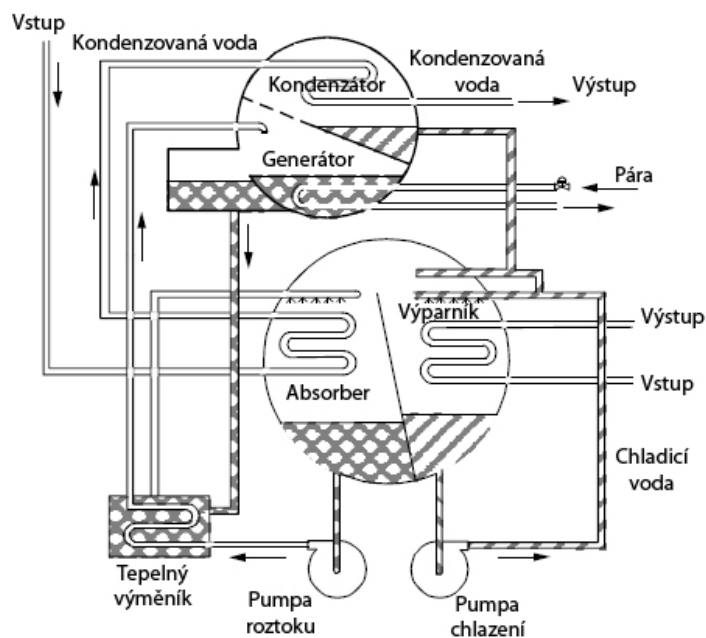 Vstup
Kondenzovaná voda
Kondenzátor
Kondenzovaná
voda
Výstup
Generátor
Pára
Výparník
Výstup
Absorber
Vstup
Chladicí
voda
Tepelný
výměník
Pumpa
roztoku
Pumpa
chlazení